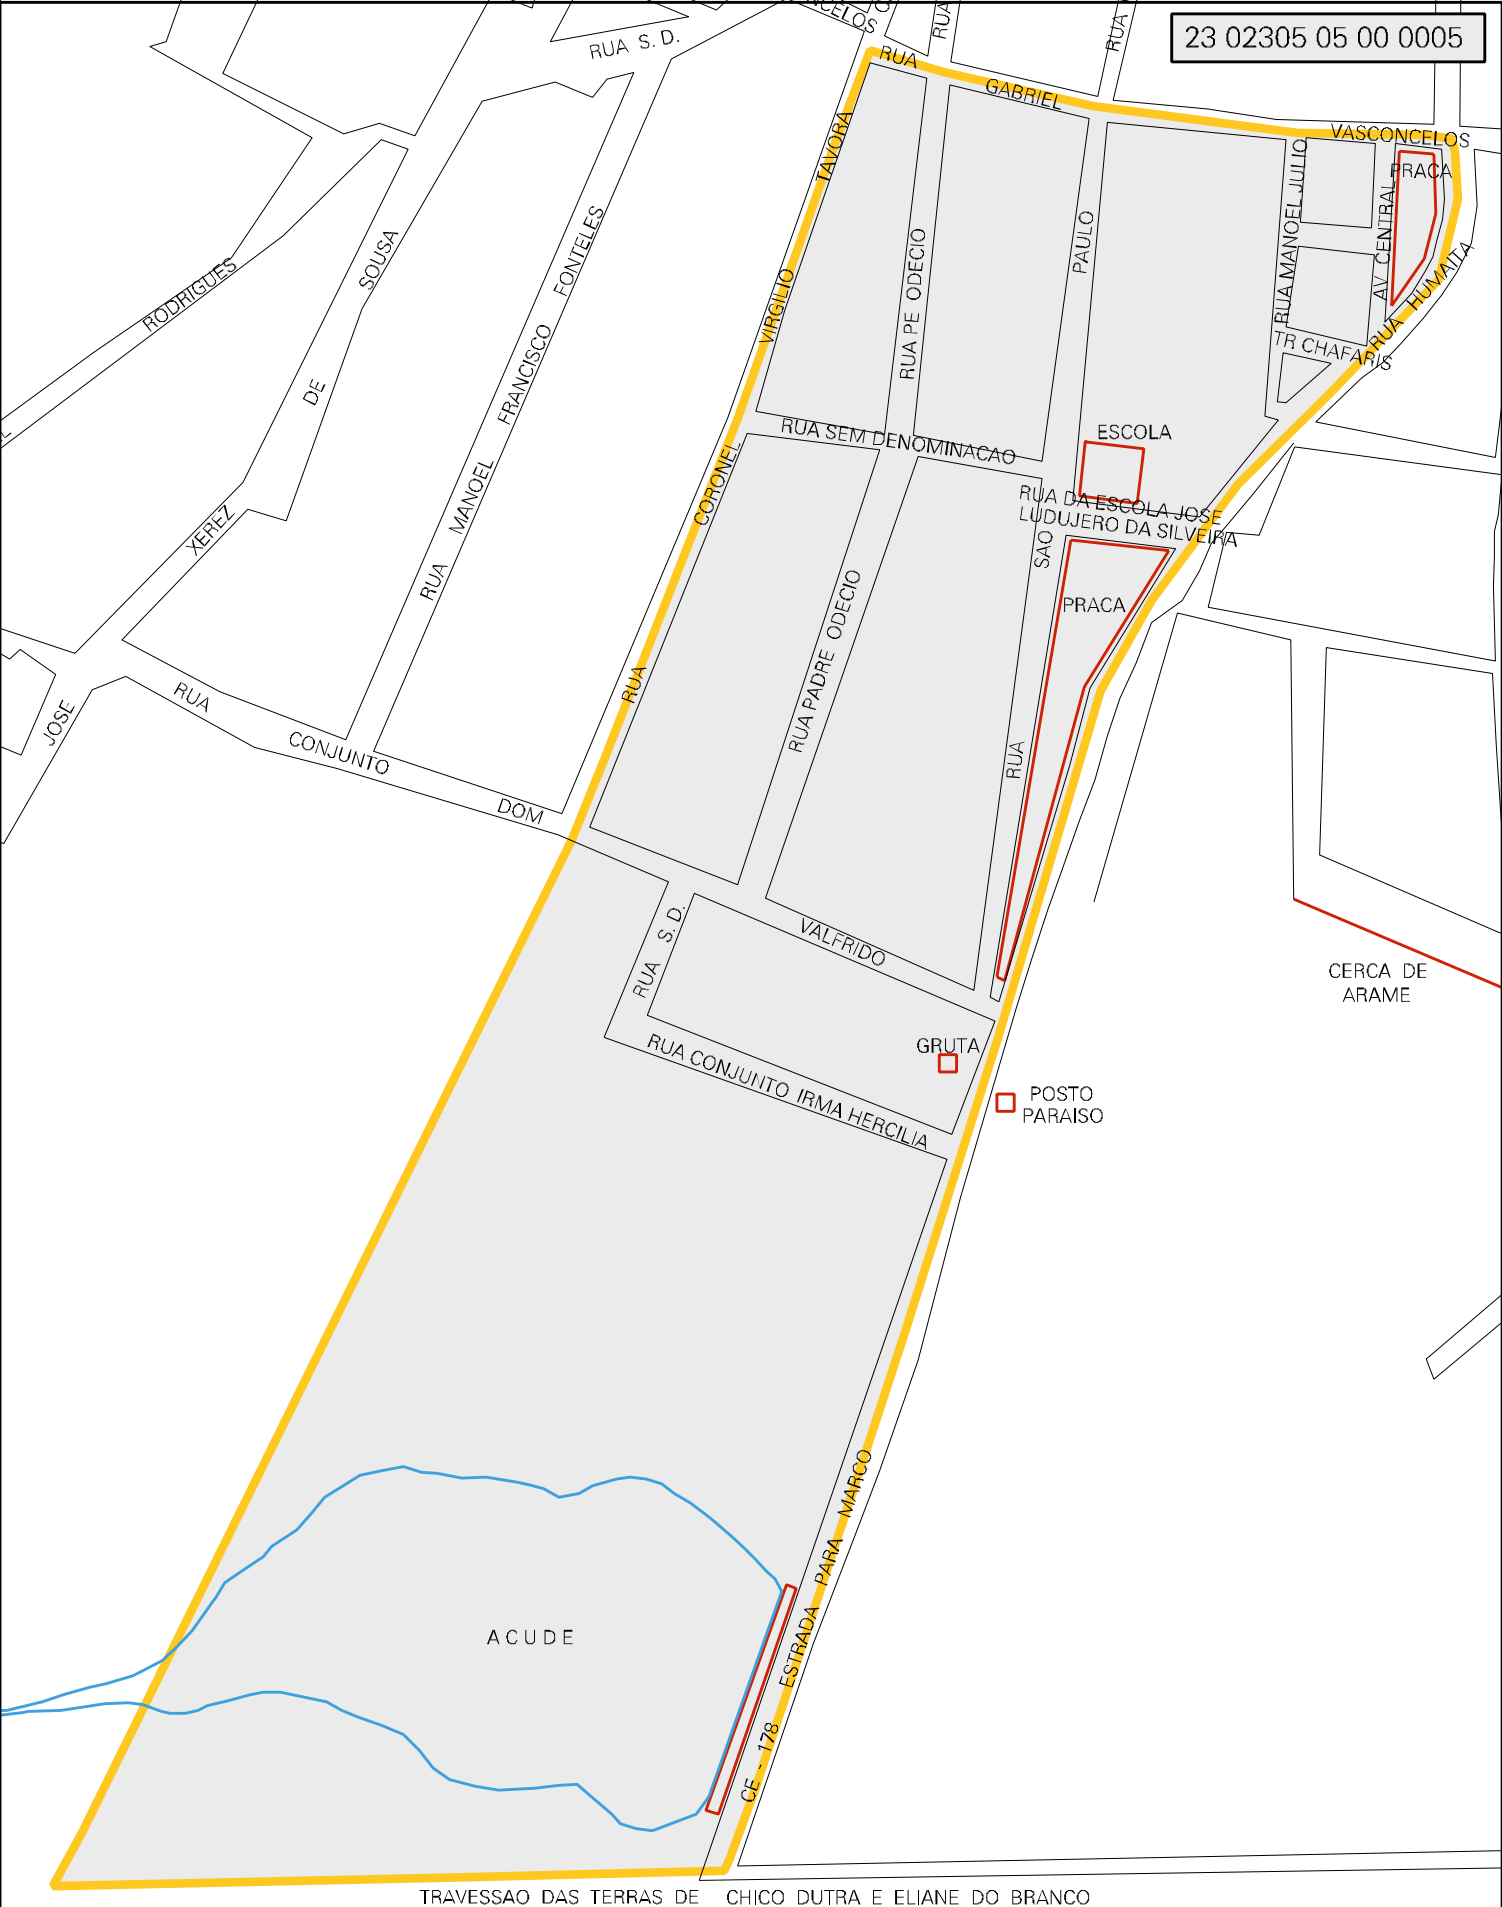 23 02305 05 00 0005
RUA S. D.
RUA
RUA
RUA GABRIEL VASCONCELOS
PRACA
RUA MANOEL JULIO
AV CENTRAL
RUA HUMAITA
TR CHAFARIS
RUA CORONEL VIRGILIO TAVORA
RUA PE ODECIO
RUA SAO PAULO
RODRIGUES
JOSE XEREZ DE SOUSA
RUA MANOEL FRANCISCO FONTELES
RUA SEM DENOMINACAO
ESCOLA
RUA DA ESCOLA JOSE
LUDUJERO DA SILVEIRA
PRACA
RUA PADRE ODECIO
RUA CONJUNTO DOM VALFRIDO
RUA S. D.
RUA CONJUNTO IRMA HERCILIA
GRUTA
POSTO
PARAISO
CERCA DE
ARAME
ACUDE
CE - 178 ESTRADA PARA MARCO
TRAVESSAO DAS TERRAS DE CHICO DUTRA E ELIANE DO BRANCO